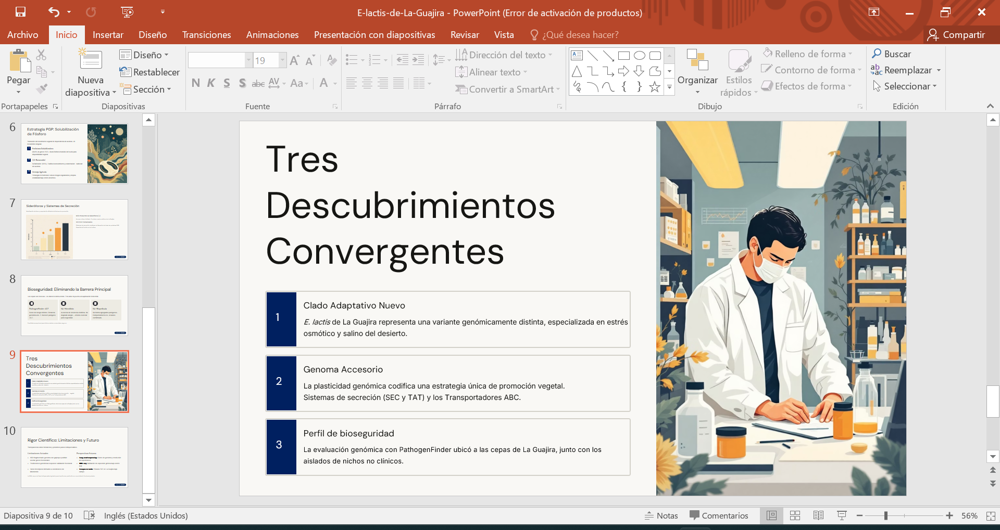 E-lactis-de-La-Guajira - PowerPoint (Error de activación de productos)
Archivo Inicio Insertar Diseño Transiciones Animaciones Presentación con diapositivas Revisar Vista ¿Qué desea hacer? Compartir
Pegar
Nueva diapositiva
Diseño
Restablecer
Sección
19
N K S S abc AV Aa A
Dirección del texto
Alinear texto
Convertir a SmartArt
Organizar
Estilos rápidos
Relleno de forma
Contorno de forma
Efectos de forma
Buscar
Reemplazar
Seleccionar
Portapapeles Diapositivas Fuente Párrafo Dibujo Edición
6
Estrategia PGP: Solubilización
de Fósforo
7
Sideróforos y Sistemas de Secreción
8
Bioseguridad: Eliminando la Barrera Principal
9
Tres
Descubrimientos
Convergentes
10
Rigor Científico: Limitaciones y Futuro
Tres
Descubrimientos
Convergentes
1
Clado Adaptativo Nuevo
E. lactis de La Guajira representa una variante genómicamente distinta, especializada en estrés
osmótico y salino del desierto.
2
Genoma Accesorio
La plasticidad genómica codifica una estrategia única de promoción vegetal.
Sistemas de secreción (SEC y TAT) y los Transportadores ABC.
3
Perfil de bioseguridad
La evaluación genómica con PathogenFinder ubicó a las cepas de La Guajira, junto con los
aislados de nichos no clínicos.
Diapositiva 9 de 10 Inglés (Estados Unidos) Notas Comentarios 56%